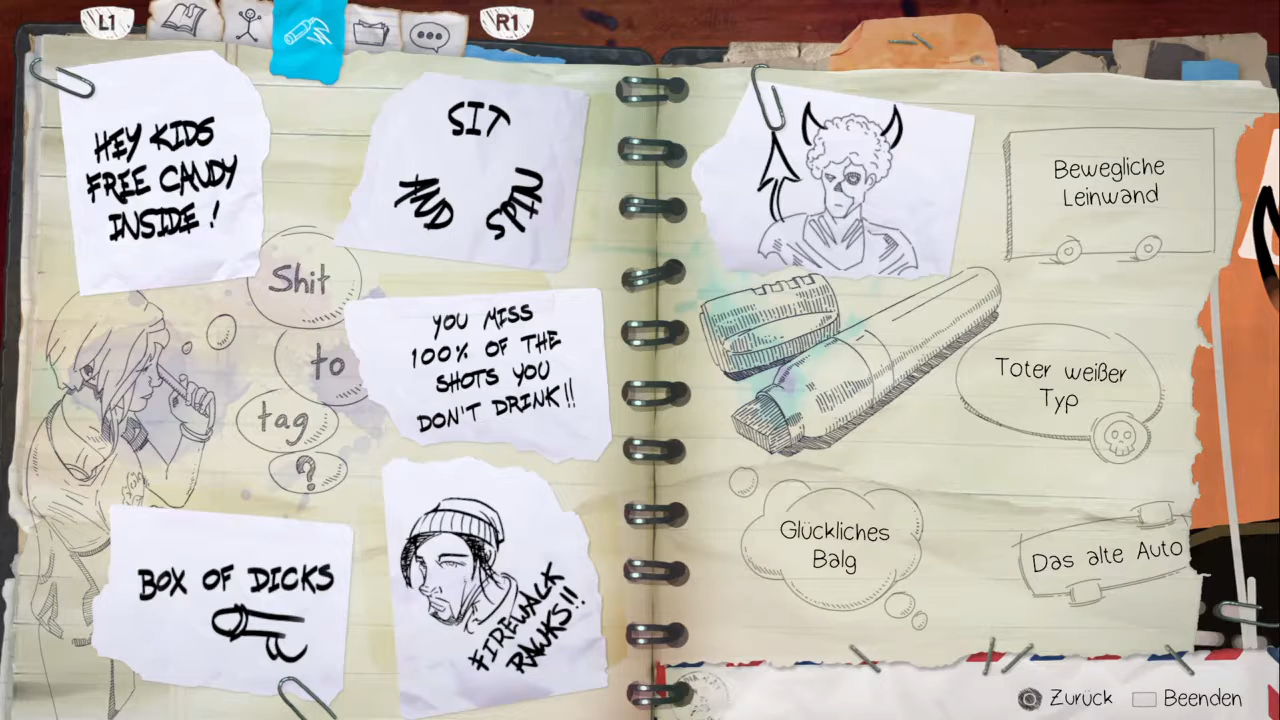 L1
R1
HEY KIDS
FREE CANDY
INSIDE!
SIT
AND
SPIN
Shit
to
tag
?
YOU MISS
100% OF THE
SHOTS YOU
DON'T DRINK!!
BOX OF DICKS
FIREWALK
RAWKS!!
Bewegliche
Leinwand
Toter weißer
Typ
Glückliches
Balg
Das alte Auto
Zurück
Beenden